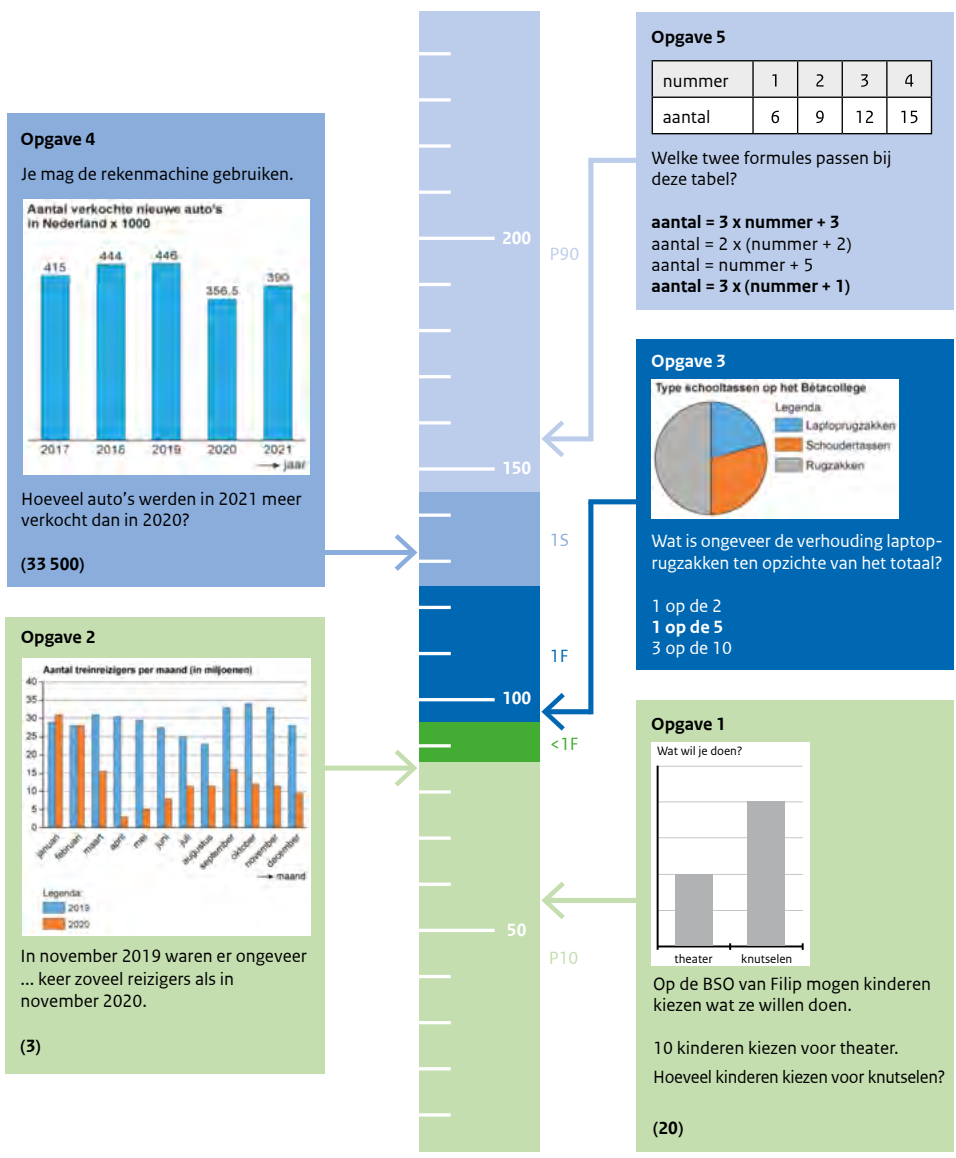 Opgave 5
nummer 1 2 3 4
aantal 6 9 12 15
Welke twee formules passen bij
deze tabel?
aantal = 3 x nummer + 3
aantal = 2 x (nummer + 2)
aantal = nummer + 5
aantal = 3 x (nummer + 1)
Opgave 4
Je mag de rekenmachine gebruiken.
Aantal verkochte nieuwe auto's
in Nederland x 1000
415 444 446 356.5 390
2017 2018 2019 2020 2021
jaar
Hoeveel auto's werden in 2021 meer
verkocht dan in 2020?
(33 500)
200
P90
150
1S
1F
100
<1F
50
P10
Opgave 3
Type schooltassen op het Bètacollege
Legenda
Laptoprugzakken
Schoudertassen
Rugzakken
Wat is ongeveer de verhouding laptop-
rugzakken ten opzichte van het totaal?
1 op de 2
1 op de 5
3 op de 10
Opgave 2
Aantal treinreizigers per maand (in miljoenen)
40
35
30
25
20
15
10
5
0
januari februari maart april mei juni juli augustus september oktober november december
maand
Legenda:
2019
2020
In november 2019 waren er ongeveer
... keer zoveel reizigers als in
november 2020.
(3)
Opgave 1
Wat wil je doen?
theater knutselen
Op de BSO van Filip mogen kinderen
kiezen wat ze willen doen.
10 kinderen kiezen voor theater.
Hoeveel kinderen kiezen voor knutselen?
(20)